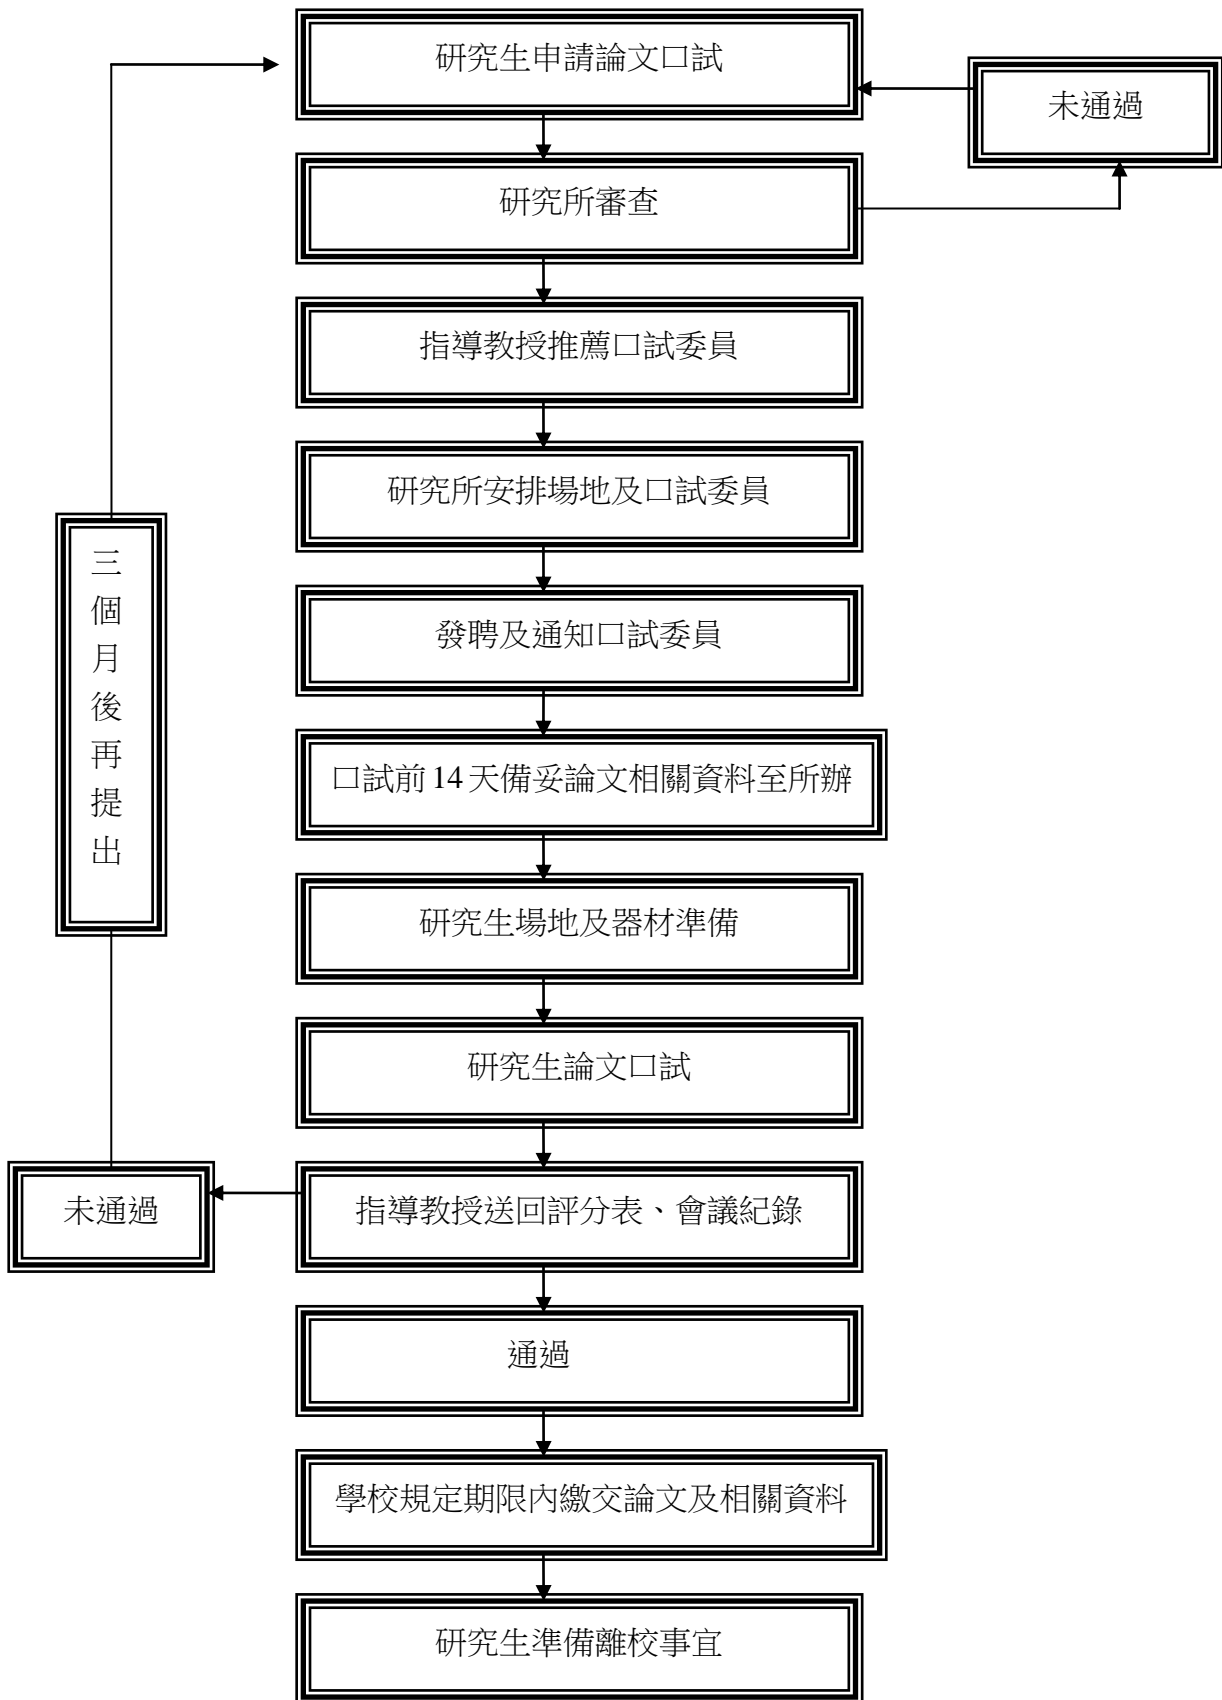 研究生申請論文口試
未通過
研究所審查
指導教授推薦口試委員
研究所安排場地及口試委員
三個月後再提出
發聘及通知口試委員
口試前14天備妥論文相關資料至所辦
研究生場地及器材準備
研究生論文口試
未通過
指導教授送回評分表、會議紀錄
通過
學校規定期限內繳交論文及相關資料
研究生準備離校事宜